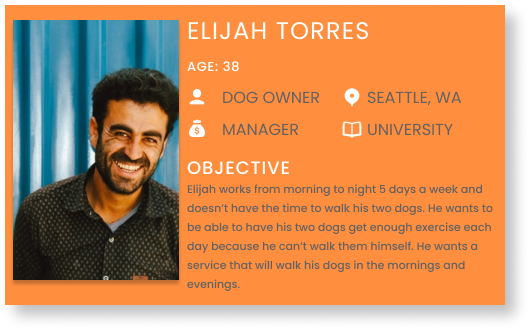 ELIJAH TORRES
AGE: 38
DOG OWNER
SEATTLE, WA
MANAGER
UNIVERSITY
OBJECTIVE
Elijah works from morning to night 5 days a week and
doesn’t have the time to walk his two dogs. He wants to
be able to have his two dogs get enough exercise each
day because he can’t walk them himself. He wants a
service that will walk his dogs in the mornings and
evenings.